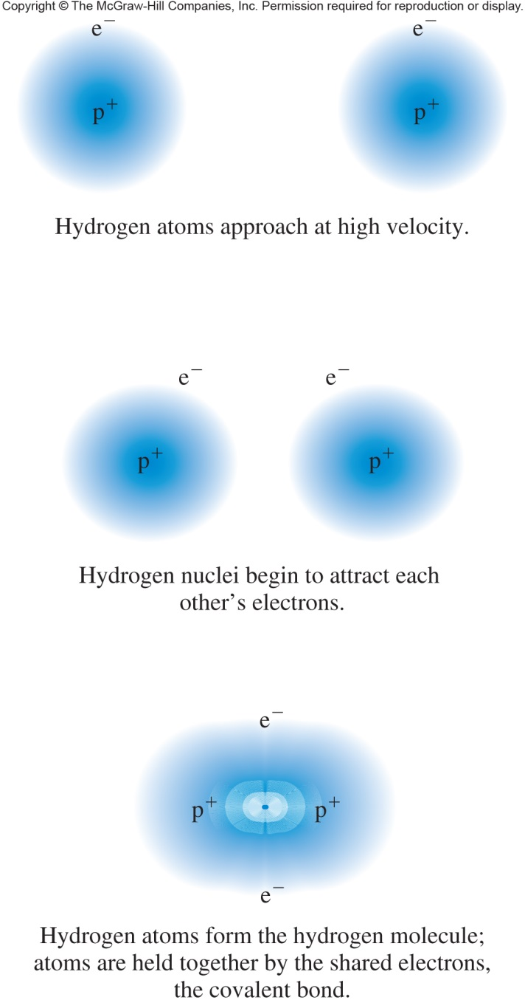 Copyright © The McGraw-Hill Companies, Inc. Permission required for reproduction or display.
e⁻ e⁻
p⁺ p⁺
Hydrogen atoms approach at high velocity.
e⁻ e⁻
p⁺ p⁺
Hydrogen nuclei begin to attract each
other’s electrons.
e⁻
p⁺ p⁺
e⁻
Hydrogen atoms form the hydrogen molecule;
atoms are held together by the shared electrons,
the covalent bond.